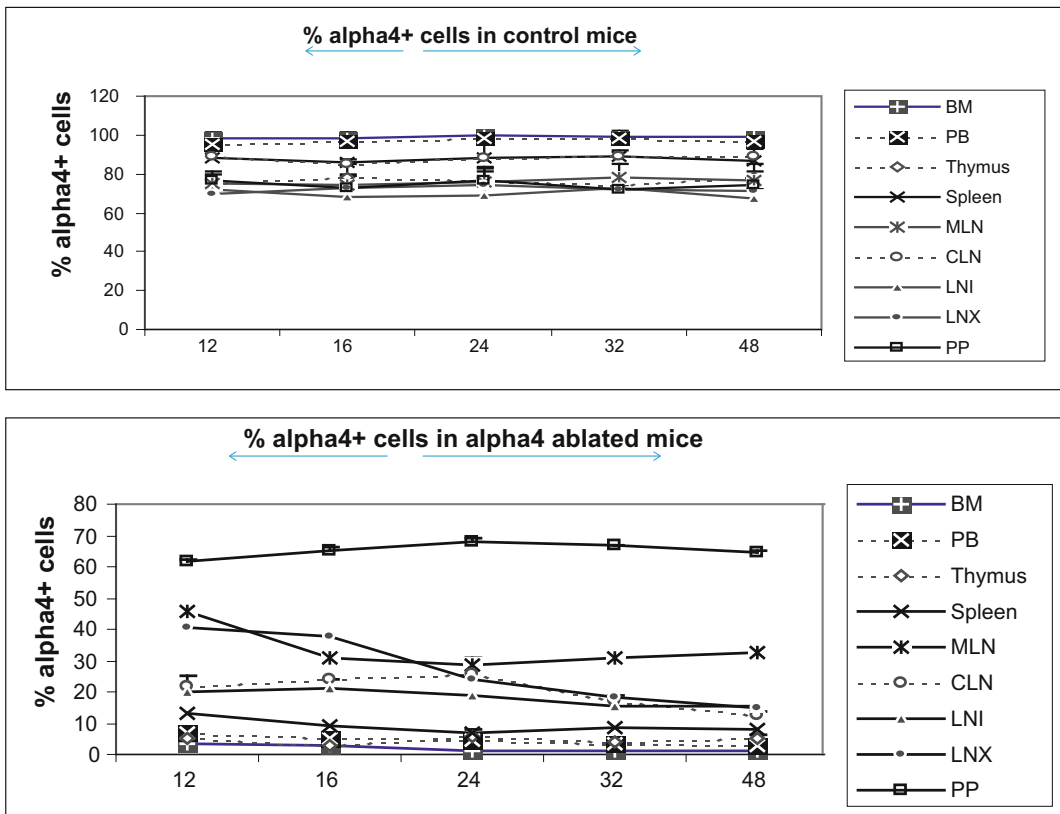 % alpha4+ cells in control mice
% alpha4+ cells
120
100
80
60
40
20
0
12 16 24 32 48
BM
PB
Thymus
Spleen
MLN
CLN
LNI
LNX
PP
% alpha4+ cells in alpha4 ablated mice
% alpha4+ cells
80
70
60
50
40
30
20
10
0
12 16 24 32 48
BM
PB
Thymus
Spleen
MLN
CLN
LNI
LNX
PP